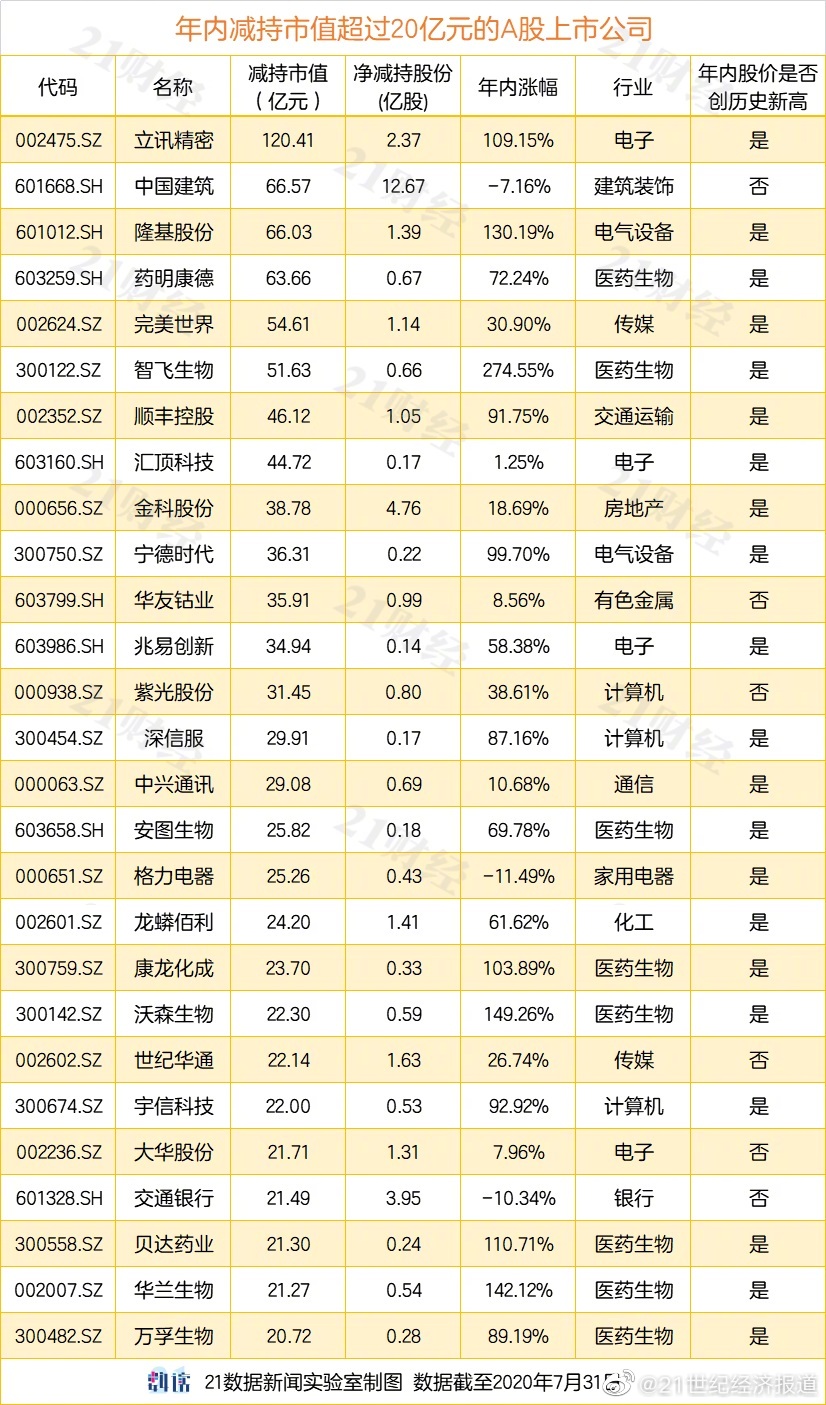 年内减持市值超过20亿元的A股上市公司
代码 名称 减持市值（亿元） 净减持股份(亿股) 年内涨幅 行业 年内股价是否创历史新高
002475.SZ 立讯精密 120.41 2.37 109.15% 电子 是
601668.SH 中国建筑 66.57 12.67 -7.16% 建筑装饰 否
601012.SH 隆基股份 66.03 1.39 130.19% 电气设备 是
603259.SH 药明康德 63.66 0.67 72.24% 医药生物 是
002624.SZ 完美世界 54.61 1.14 30.90% 传媒 是
300122.SZ 智飞生物 51.63 0.66 274.55% 医药生物 是
002352.SZ 顺丰控股 46.12 1.05 91.75% 交通运输 是
603160.SH 汇顶科技 44.72 0.17 1.25% 电子 是
000656.SZ 金科股份 38.78 4.76 18.69% 房地产 是
300750.SZ 宁德时代 36.31 0.22 99.70% 电气设备 是
603799.SH 华友钴业 35.91 0.99 8.56% 有色金属 否
603986.SH 兆易创新 34.94 0.14 58.38% 电子 是
000938.SZ 紫光股份 31.45 0.80 38.61% 计算机 否
300454.SZ 深信服 29.91 0.17 87.16% 计算机 是
000063.SZ 中兴通讯 29.08 0.69 10.68% 通信 是
603658.SH 安图生物 25.82 0.18 69.78% 医药生物 是
000651.SZ 格力电器 25.26 0.43 -11.49% 家用电器 是
002601.SZ 龙蟒佰利 24.20 1.41 61.62% 化工 是
300759.SZ 康龙化成 23.70 0.33 103.89% 医药生物 是
300142.SZ 沃森生物 22.30 0.59 149.26% 医药生物 是
002602.SZ 世纪华通 22.14 1.63 26.74% 传媒 否
300674.SZ 宇信科技 22.00 0.53 92.92% 计算机 是
002236.SZ 大华股份 21.71 1.31 7.96% 电子 否
601328.SH 交通银行 21.49 3.95 -10.34% 银行 否
300558.SZ 贝达药业 21.30 0.24 110.71% 医药生物 是
002007.SZ 华兰生物 21.27 0.54 142.12% 医药生物 是
300482.SZ 万孚生物 20.72 0.28 89.19% 医药生物 是
21数据新闻实验室制图 数据截至2020年7月31日
@21世纪经济报道
21财经